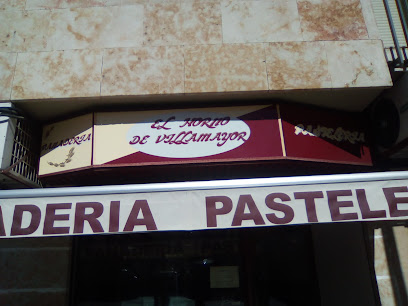 PANADERIA
EL HORNO
DE VILLAMAYOR
PASTELERIA
ADERIA PASTELE